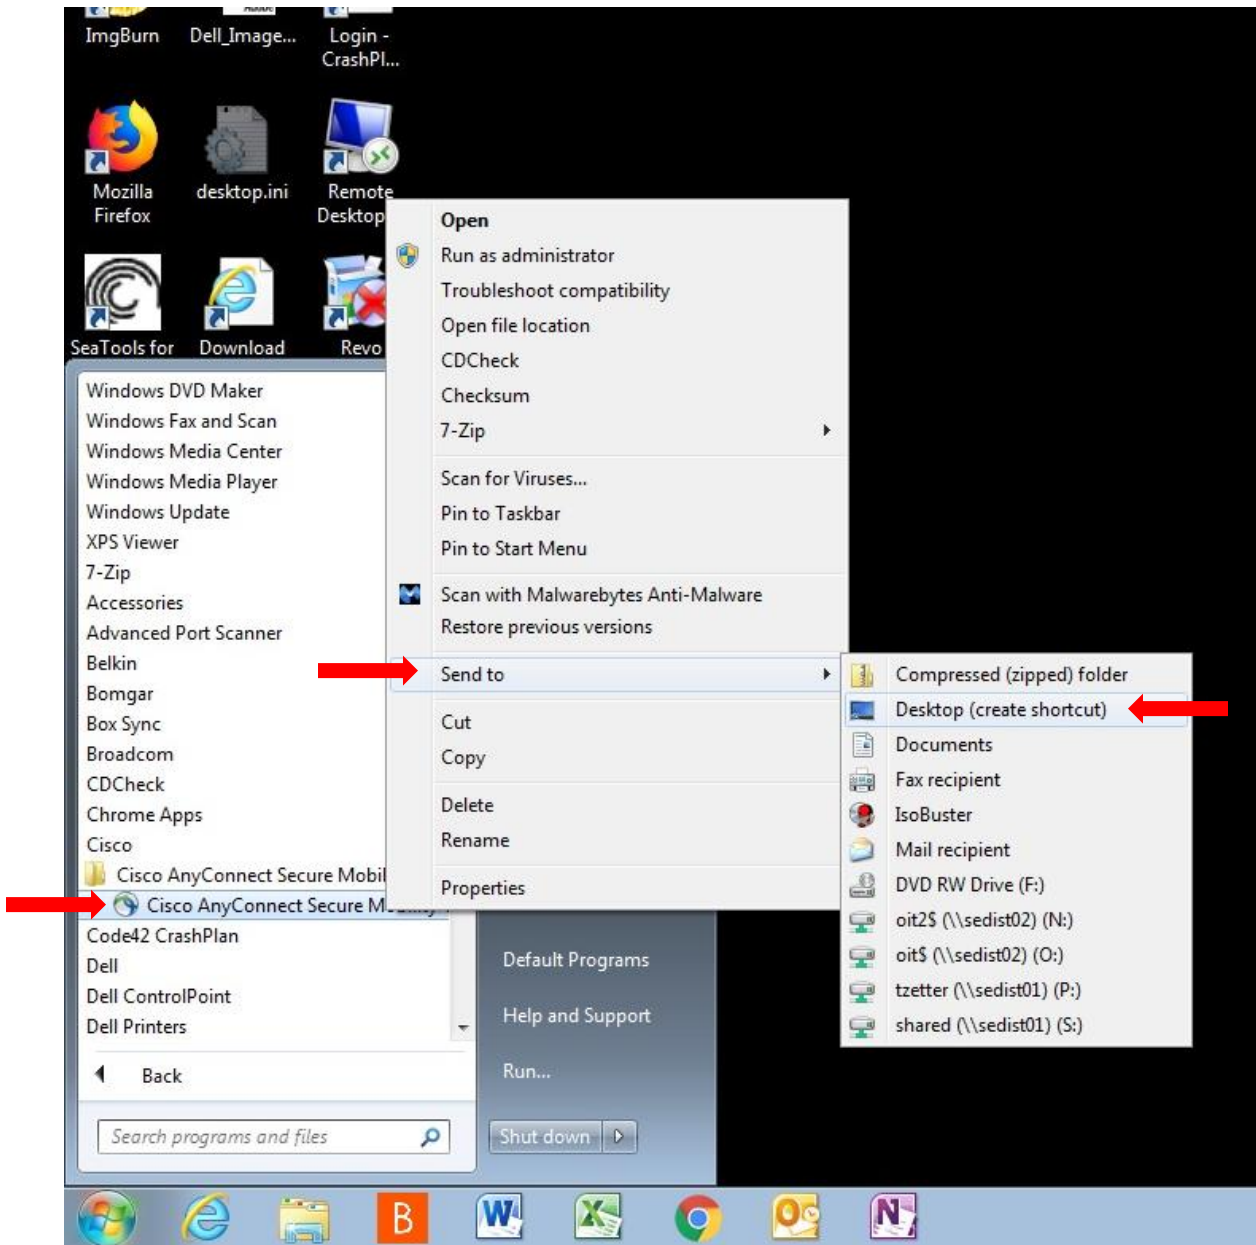 Adobe
ImgBurn
Dell_Image...
Login -
CrashPl...
Mozilla
Firefox
desktop.ini
Remote
Desktop
SeaTools for
Download
Revo
Open
Run as administrator
Troubleshoot compatibility
Open file location
CDCheck
Checksum
7-Zip
Scan for Viruses...
Pin to Taskbar
Pin to Start Menu
Scan with Malwarebytes Anti-Malware
Restore previous versions
Send to
Cut
Copy
Delete
Rename
Properties
Compressed (zipped) folder
Desktop (create shortcut)
Documents
Fax recipient
IsoBuster
Mail recipient
DVD RW Drive (F:)
oit2$ (\\sedist02) (N:)
oit$ (\\sedist02) (O:)
tzetter (\\sedist01) (P:)
shared (\\sedist01) (S:)
Windows DVD Maker
Windows Fax and Scan
Windows Media Center
Windows Media Player
Windows Update
XPS Viewer
7-Zip
Accessories
Advanced Port Scanner
Belkin
Bomgar
Box Sync
Broadcom
CDCheck
Chrome Apps
Cisco
Cisco AnyConnect Secure Mobil
Cisco AnyConnect Secure
Code42 CrashPlan
Dell
Dell ControlPoint
Dell Printers
Back
Search programs and files
Default Programs
Help and Support
Run...
Shut down
B
W
X
O
N